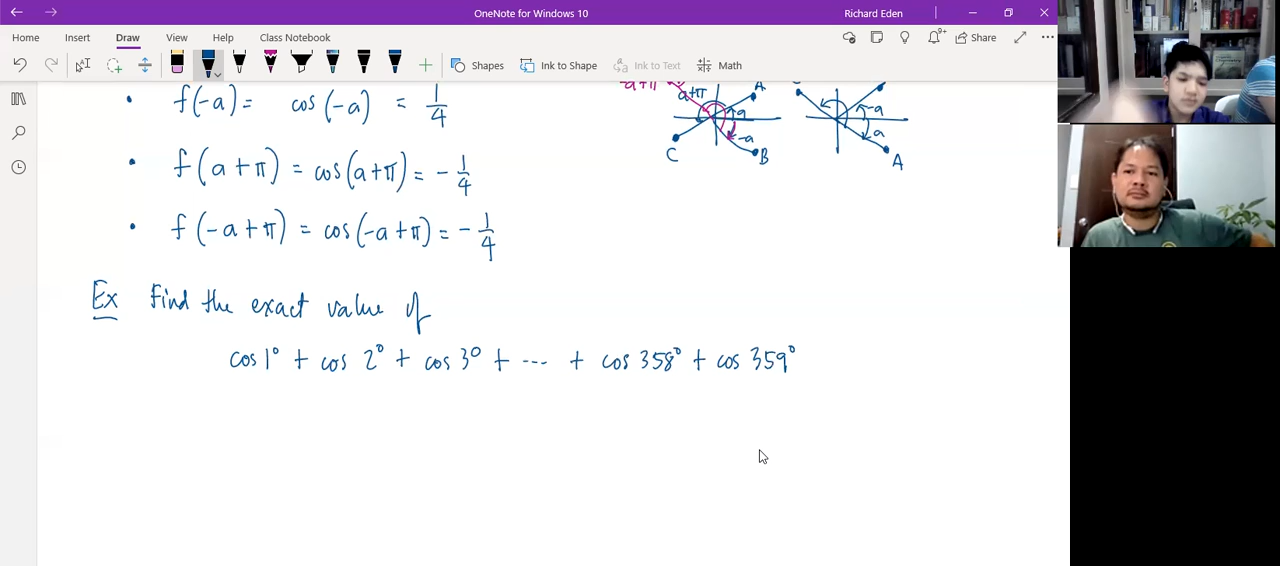 OneNote for Windows 10
Richard Eden
Home Insert Draw View Help Class Notebook
Share
Shapes Ink to Shape Ink to Text Math
• f(-a) = cos(-a) = 1/4
• f(a+π) = cos(a+π) = -1/4
• f(-a+π) = cos(-a+π) = -1/4
a+π a+π A a -a C B
-a a A
Ex Find the exact value of
cos 1° + cos 2° + cos 3° + --- + cos 358° + cos 359°